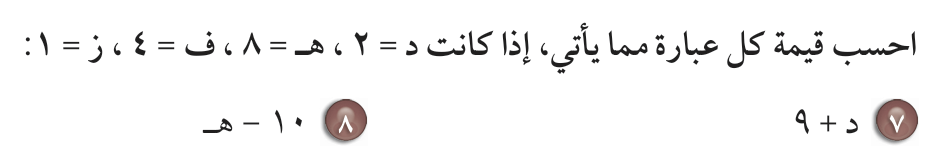 احسب قيمة كل عبارة مما يأتي، إذا كانت د = ٢ ، هـ = ٨ ، ف = ٤ ، ز = ١ :
٧ د + ٩ ٨ ١٠ − هـ